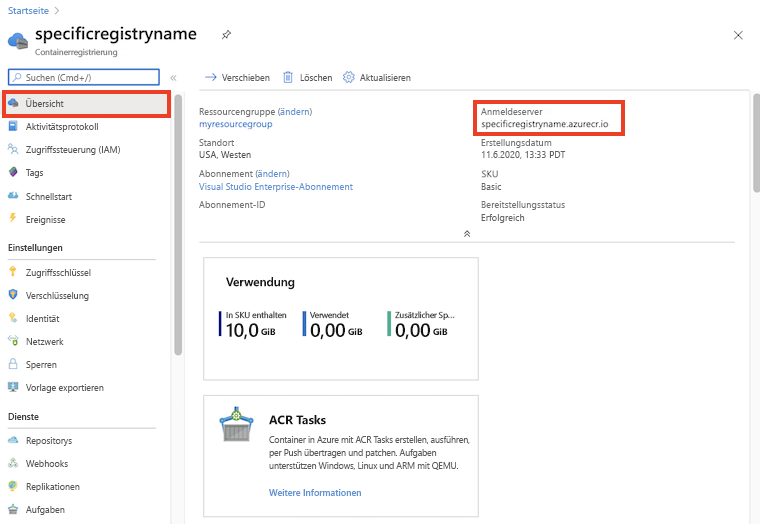 Startseite
specificregistryname
Containerregistrierung
Suchen (Cmd+/)
Übersicht
Aktivitätsprotokoll
Zugriffssteuerung (IAM)
Tags
Schnellstart
Ereignisse
Einstellungen
Zugriffsschlüssel
Verschlüsselung
Identität
Netzwerk
Sperren
Vorlage exportieren
Dienste
Repositorys
Webhooks
Replikationen
Aufgaben
Verschieben
Löschen
Aktualisieren
Ressourcengruppe (ändern)
myresourcegroup
Standort
USA, Westen
Abonnement (ändern)
Visual Studio Enterprise-Abonnement
Abonnement-ID
Anmeldeserver
specificregistryname.azurecr.io
Erstellungsdatum
11.6.2020, 13:33 PDT
SKU
Basic
Bereitstellungsstatus
Erfolgreich
Verwendung
In SKU enthalten
10,0 GiB
Verwendet
0,00 GiB
Zusätzlicher Sp...
0,00 GiB
ACR Tasks
Container in Azure mit ACR Tasks erstellen, ausführen,
per Push übertragen und patchen. Aufgaben
unterstützen Windows, Linux und ARM mit QEMU.
Weitere Informationen